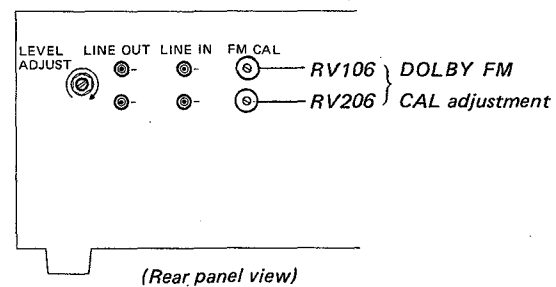 LEVEL ADJUST LINE OUT LINE IN FM CAL
RV106 DOLBY FM
RV206 CAL adjustment
(Rear panel view)